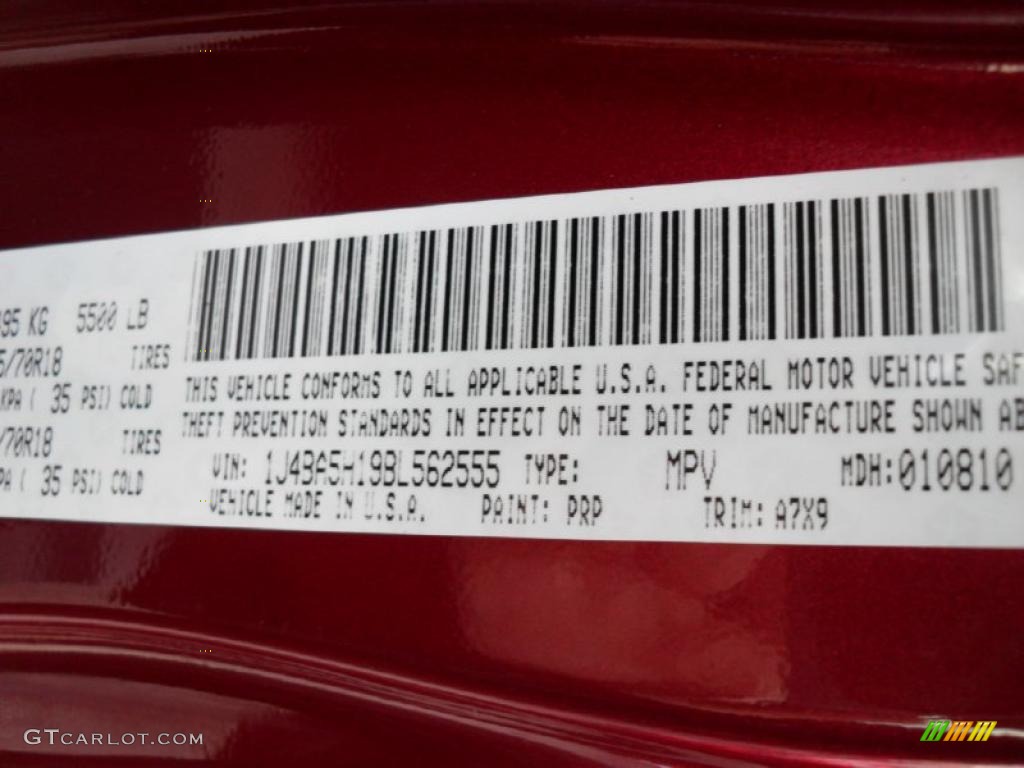 495 KG 5500 LB
5/70R18 TIRES
KPA ( 35 PSI) COLD
/70R18 TIRES
PA ( 35 PSI) COLD
THIS VEHICLE CONFORMS TO ALL APPLICABLE U.S.A. FEDERAL MOTOR VEHICLE SAF
THEFT PREVENTION STANDARDS IN EFFECT ON THE DATE OF MANUFACTURE SHOWN AB
VIN: 1J4BA5H19BL562555 TYPE: MPV MDH:010810
VEHICLE MADE IN U.S.A. PAINT: PRP TRIM: A7X9
GTCARLOT.COM